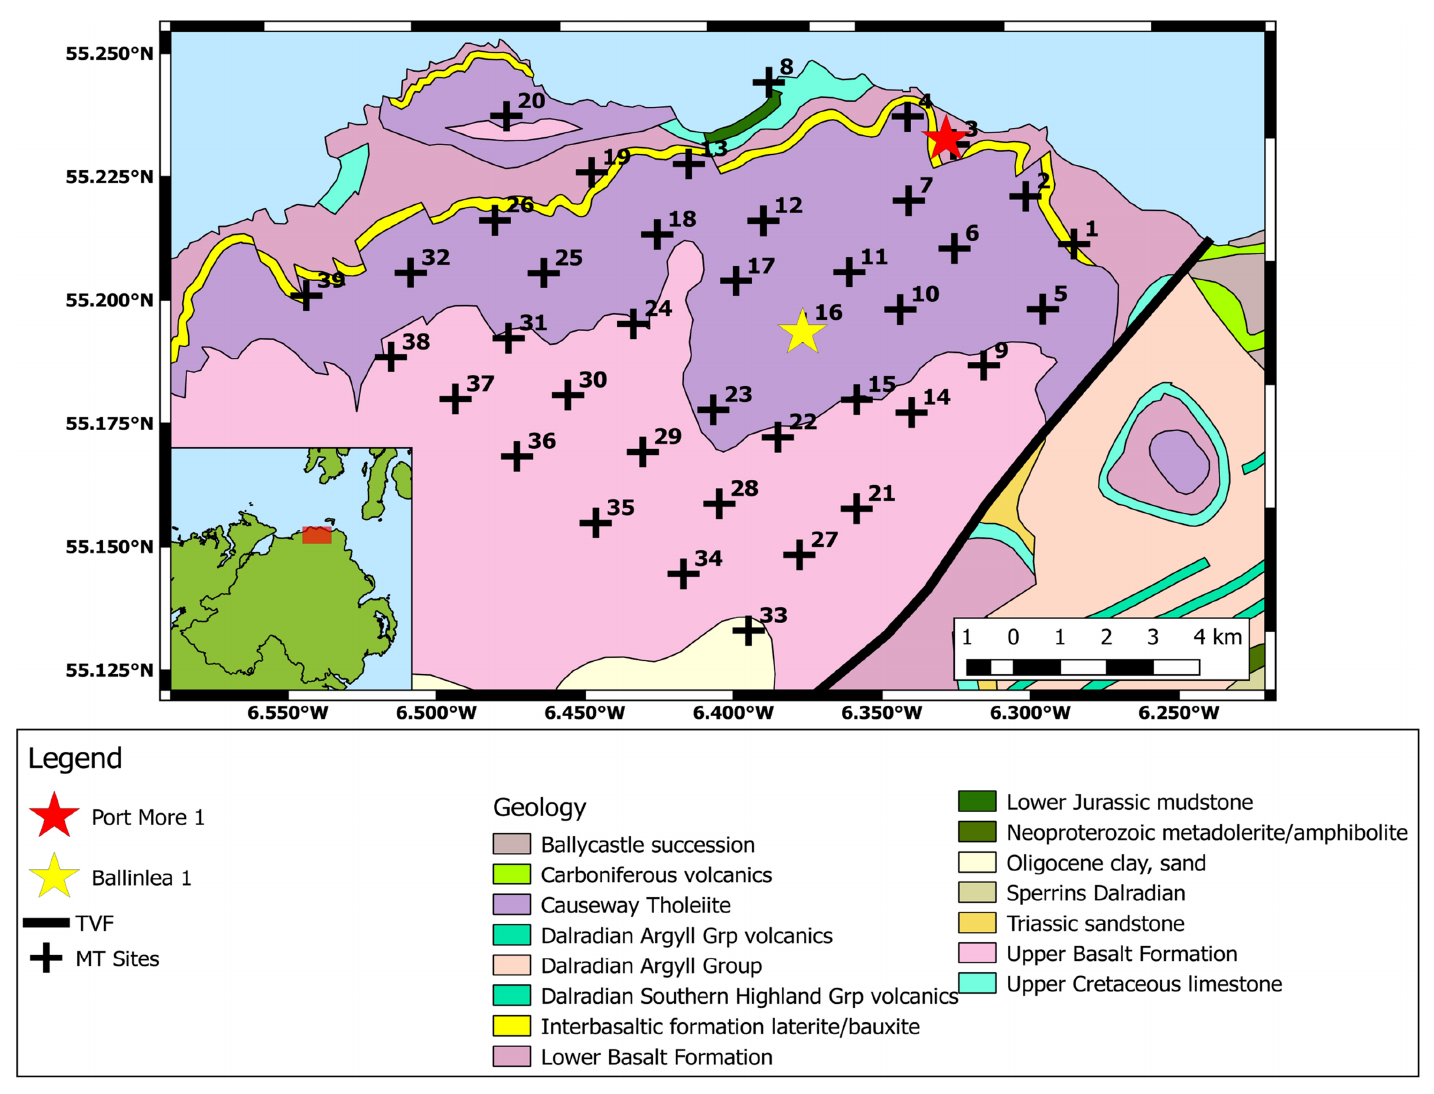 55.250°N
8
20
4
3
55.225°N
19
13
7
2
26
12
18
6
1
32
25
17
11
39
10
5
55.200°N
24
16
31
38
9
37
30
23
15
14
55.175°N
22
36
29
28
21
35
55.150°N
27
34
33
1 0 1 2 3 4 km
55.125°N
6.550°W 6.500°W 6.450°W 6.400°W 6.350°W 6.300°W 6.250°W
Legend
Port More 1
Ballinlea 1
TVF
MT Sites
Geology
Ballycastle succession
Carboniferous volcanics
Causeway Tholeiite
Dalradian Argyll Grp volcanics
Dalradian Argyll Group
Dalradian Southern Highland Grp volcanics
Interbasaltic formation laterite/bauxite
Lower Basalt Formation
Lower Jurassic mudstone
Neoproterozoic metadolerite/amphibolite
Oligocene clay, sand
Sperrins Dalradian
Triassic sandstone
Upper Basalt Formation
Upper Cretaceous limestone